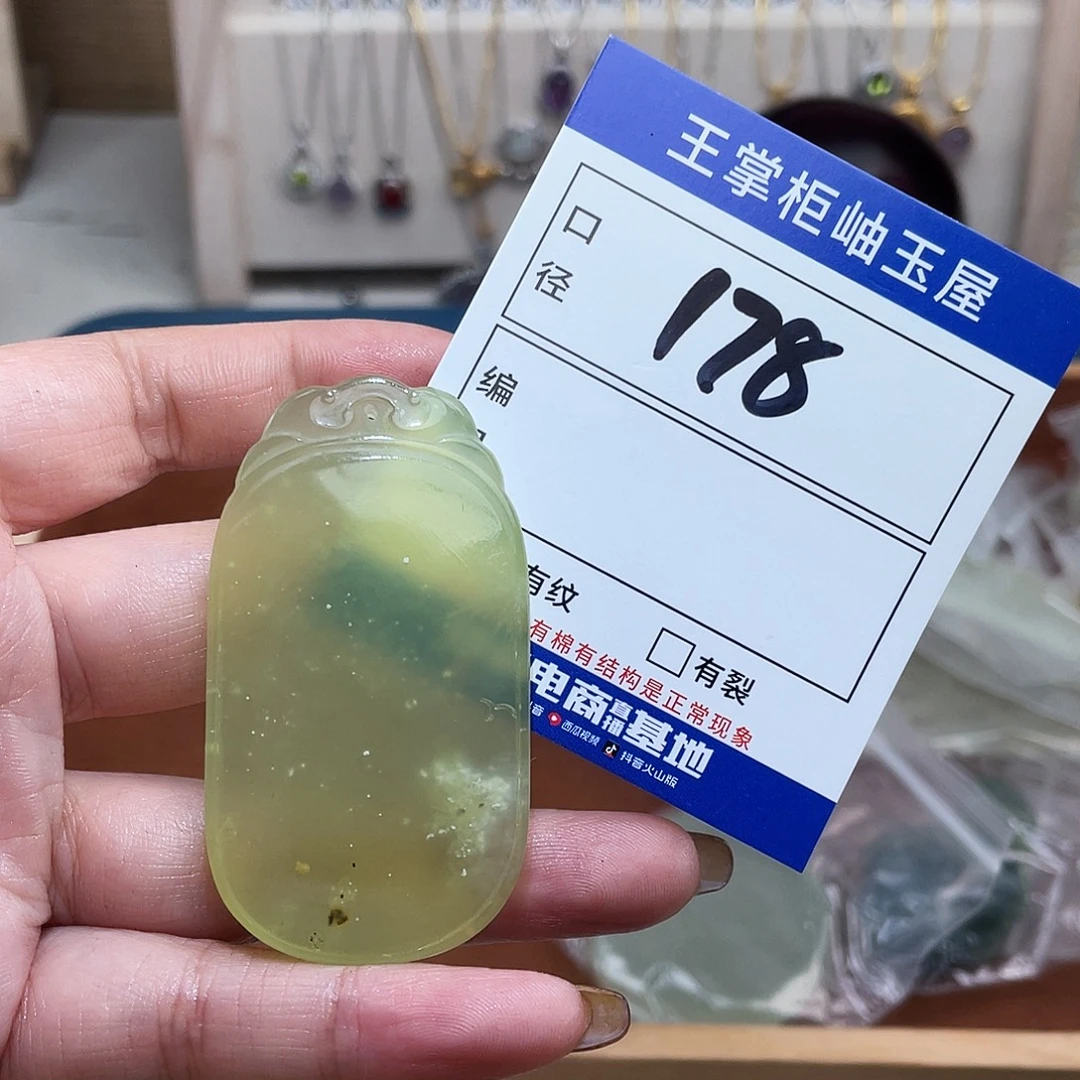 王掌柜岫玉屋
口径
178
编
有纹
有裂
有棉有结构是正常现象
电商直播基地
音 西瓜视频 抖音火山版